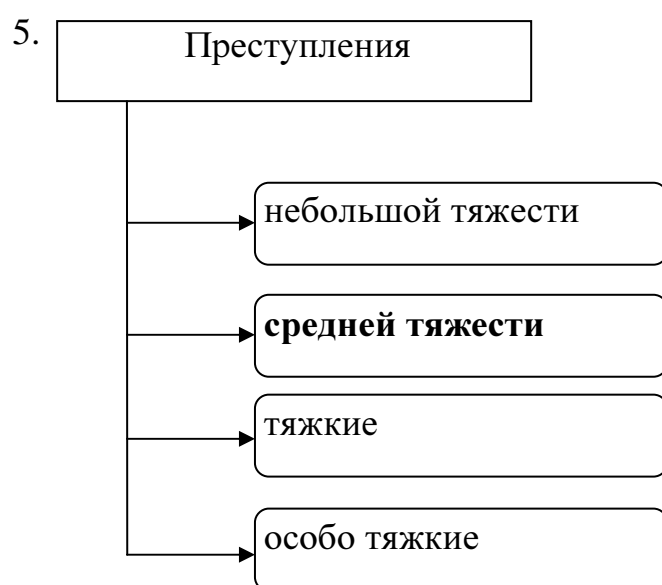 5.
Преступления
небольшой тяжести
средней тяжести
тяжкие
особо тяжкие